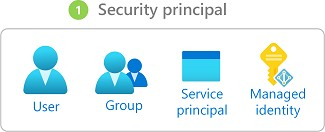 1 Security principal
User
Group
Service
principal
Managed
identity